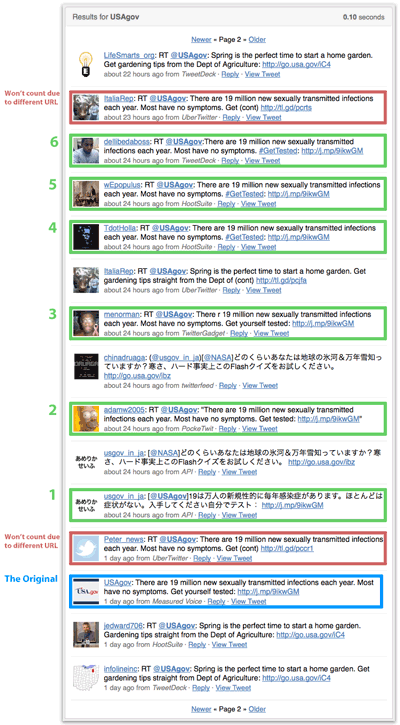 Results for USAgov 0.10 seconds
Newer « Page 2 » Older
LifeSmarts_org: RT @USAgov: Spring is the perfect time to start a home garden.
Get gardening tips from the Dept of Agriculture: http://go.usa.gov/iC4
about 22 hours ago from TweetDeck · Reply · View Tweet
Won't count due
to different URL
ItaliaRep: RT @USAgov: There are 19 million new sexually transmitted infections
each year. Most have no symptoms. Get (cont) http://tl.gd/pcrts
about 23 hours ago from UberTwitter · Reply · View Tweet
6
dellbedaboss: RT @USAgov:There are 19 million new sexually transmitted
infections each year. Most have no symptoms. #GetTested: http://j.mp/9ikwGM
about 24 hours ago from TweetDeck · Reply · View Tweet
5
wEpopulus: RT @USAgov: There are 19 million new sexually transmitted infections
each year. Most have no symptoms. #GetTested: http://j.mp/9ikwGM
about 24 hours ago from HootSuite · Reply · View Tweet
4
TdotHolla: RT @USAgov: There are 19 million new sexually transmitted infections
each year. Most have no symptoms. #GetTested: http://j.mp/9ikwGM
about 24 hours ago from HootSuite · Reply · View Tweet
ItaliaRep: RT @USAgov: Spring is the perfect time to start a home garden. Get
gardening tips straight from the Dept of (cont) http://tl.gd/pcjfa
about 24 hours ago from UberTwitter · Reply · View Tweet
3
menorman: RT @USAgov: There r 19 million new sexually transmitted
infections each year. Most have no symptoms. Get yourself tested: http://j.mp/9ikwGM
about 24 hours ago from TwitterGadget · Reply · View Tweet
chinadruaga: (@usgov_in_ja)[@NASA]どのくらいあなたは地球の氷河＆万年雪知っ
ていますか？寒さ、ハード事実上このFlashクイズをお試しください。
http://go.usa.gov/ibz
about 24 hours ago from twitterfeed · Reply · View Tweet
2
adamw2005: RT @USAgov: "There are 19 million new sexually transmitted
infections each year. Most have no symptoms. Get tested: http://j.mp/9ikwGM"
about 24 hours ago from PockeTwit · Reply · View Tweet
あめりか
せいふ
usgov_in_ja: [@NASA]どのくらいあなたは地球の氷河＆万年雪知っていますか？寒
さ、ハード事実上このFlashクイズをお試しください。 http://go.usa.gov/ibz
about 24 hours ago from API · Reply · View Tweet
1
あめりか
せいふ
usgov_in_ja: [@USAgov]19は万人の新規性的に毎年感染症があります。ほとんどは
症状がない。入手してください自分でテスト： http://j.mp/9ikwGM
about 24 hours ago from API · Reply · View Tweet
Won't count due
to different URL
Peter_news: RT @USAgov: There are 19 million new sexually transmitted
infections each year. Most have no symptoms. Get (cont) http://tl.gd/pccr1
1 day ago from UberTwitter · Reply · View Tweet
The Original
USA.gov
USAgov: There are 19 million new sexually transmitted infections each year. Most
have no symptoms. Get yourself tested: http://j.mp/9ikwGM
1 day ago from Measured Voice · Reply · View Tweet
jedward706: RT @USAgov: Spring is the perfect time to start a home garden.
Gardening tips straight from the Dept of Agriculture: http://go.usa.gov/iC4
1 day ago from HootSuite · Reply · View Tweet
infolineinc: RT @USAgov: Spring is the perfect time to start a home garden. Get
gardening tips straight from the Dept of Agriculture: http://go.usa.gov/iC4
1 day ago from TweetDeck · Reply · View Tweet
Newer « Page 2 » Older